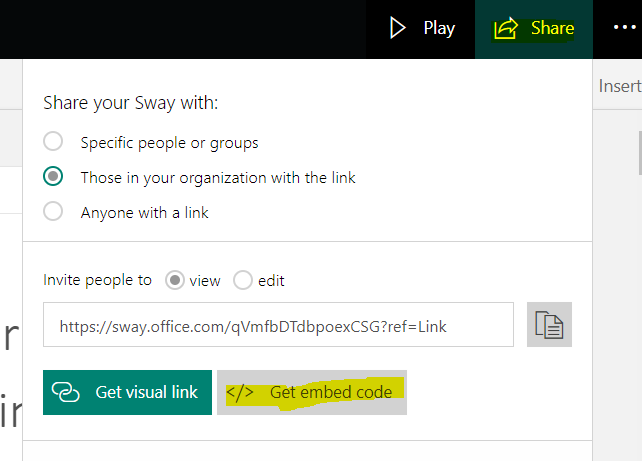 Play
Share
...
Insert
Share your Sway with:
Specific people or groups
Those in your organization with the link
Anyone with a link
Invite people to view edit
https://sway.office.com/qVmfbDTdbpoexCSG?ref=Link
Get visual link
</> Get embed code
r
ir